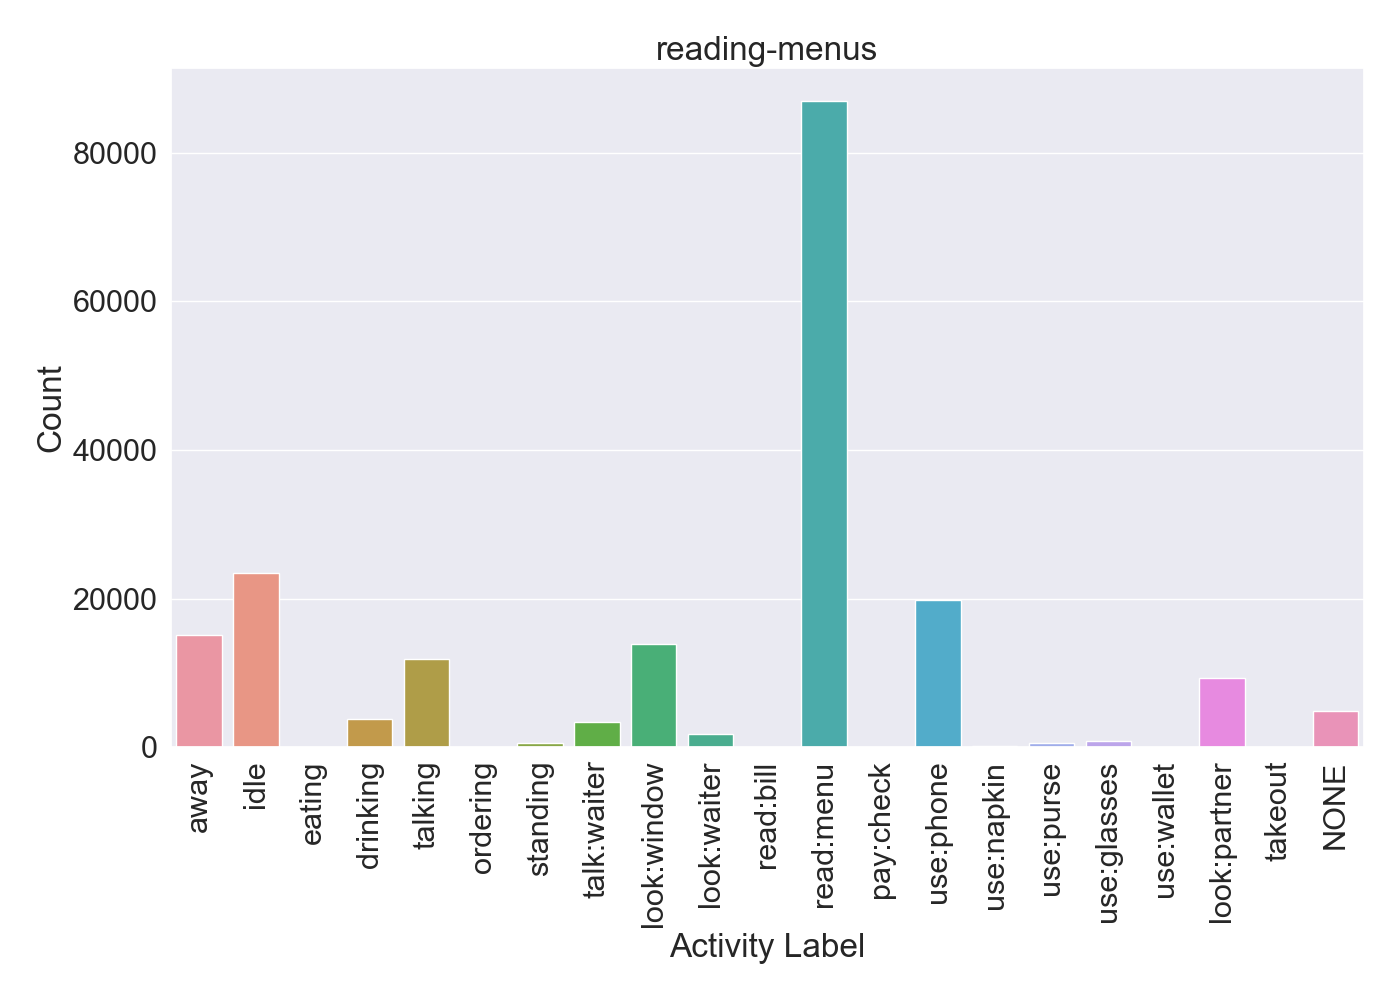 reading-menus
80000
60000
40000
20000
0
Count
away
idle
eating
drinking
talking
ordering
standing
talk:waiter
look:window
look:waiter
read:bill
read:menu
pay:check
use:phone
use:napkin
use:purse
use:glasses
use:wallet
look:partner
takeout
NONE
Activity Label